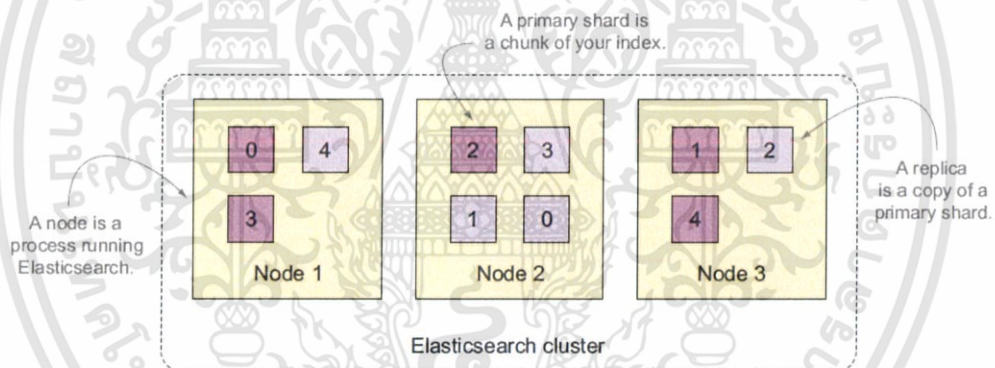 A primary shard is
a chunk of your index.
0
4
3
Node 1
2
3
1
0
Node 2
1
2
4
Node 3
A node is a
process running
Elasticsearch.
A replica
is a copy of a
primary shard.
Elasticsearch cluster